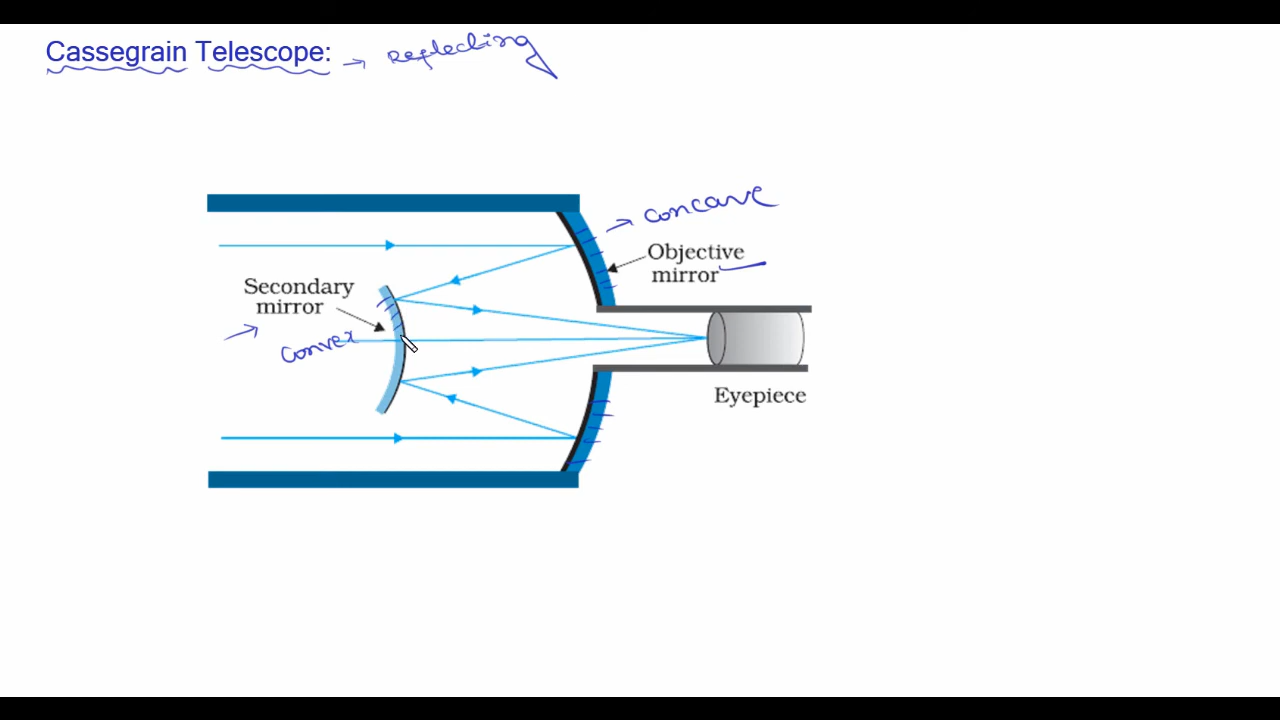 Cassegrain Telescope: → Reflecting
→ concave
Objective
mirror
Secondary
mirror
→ Convex
Eyepiece